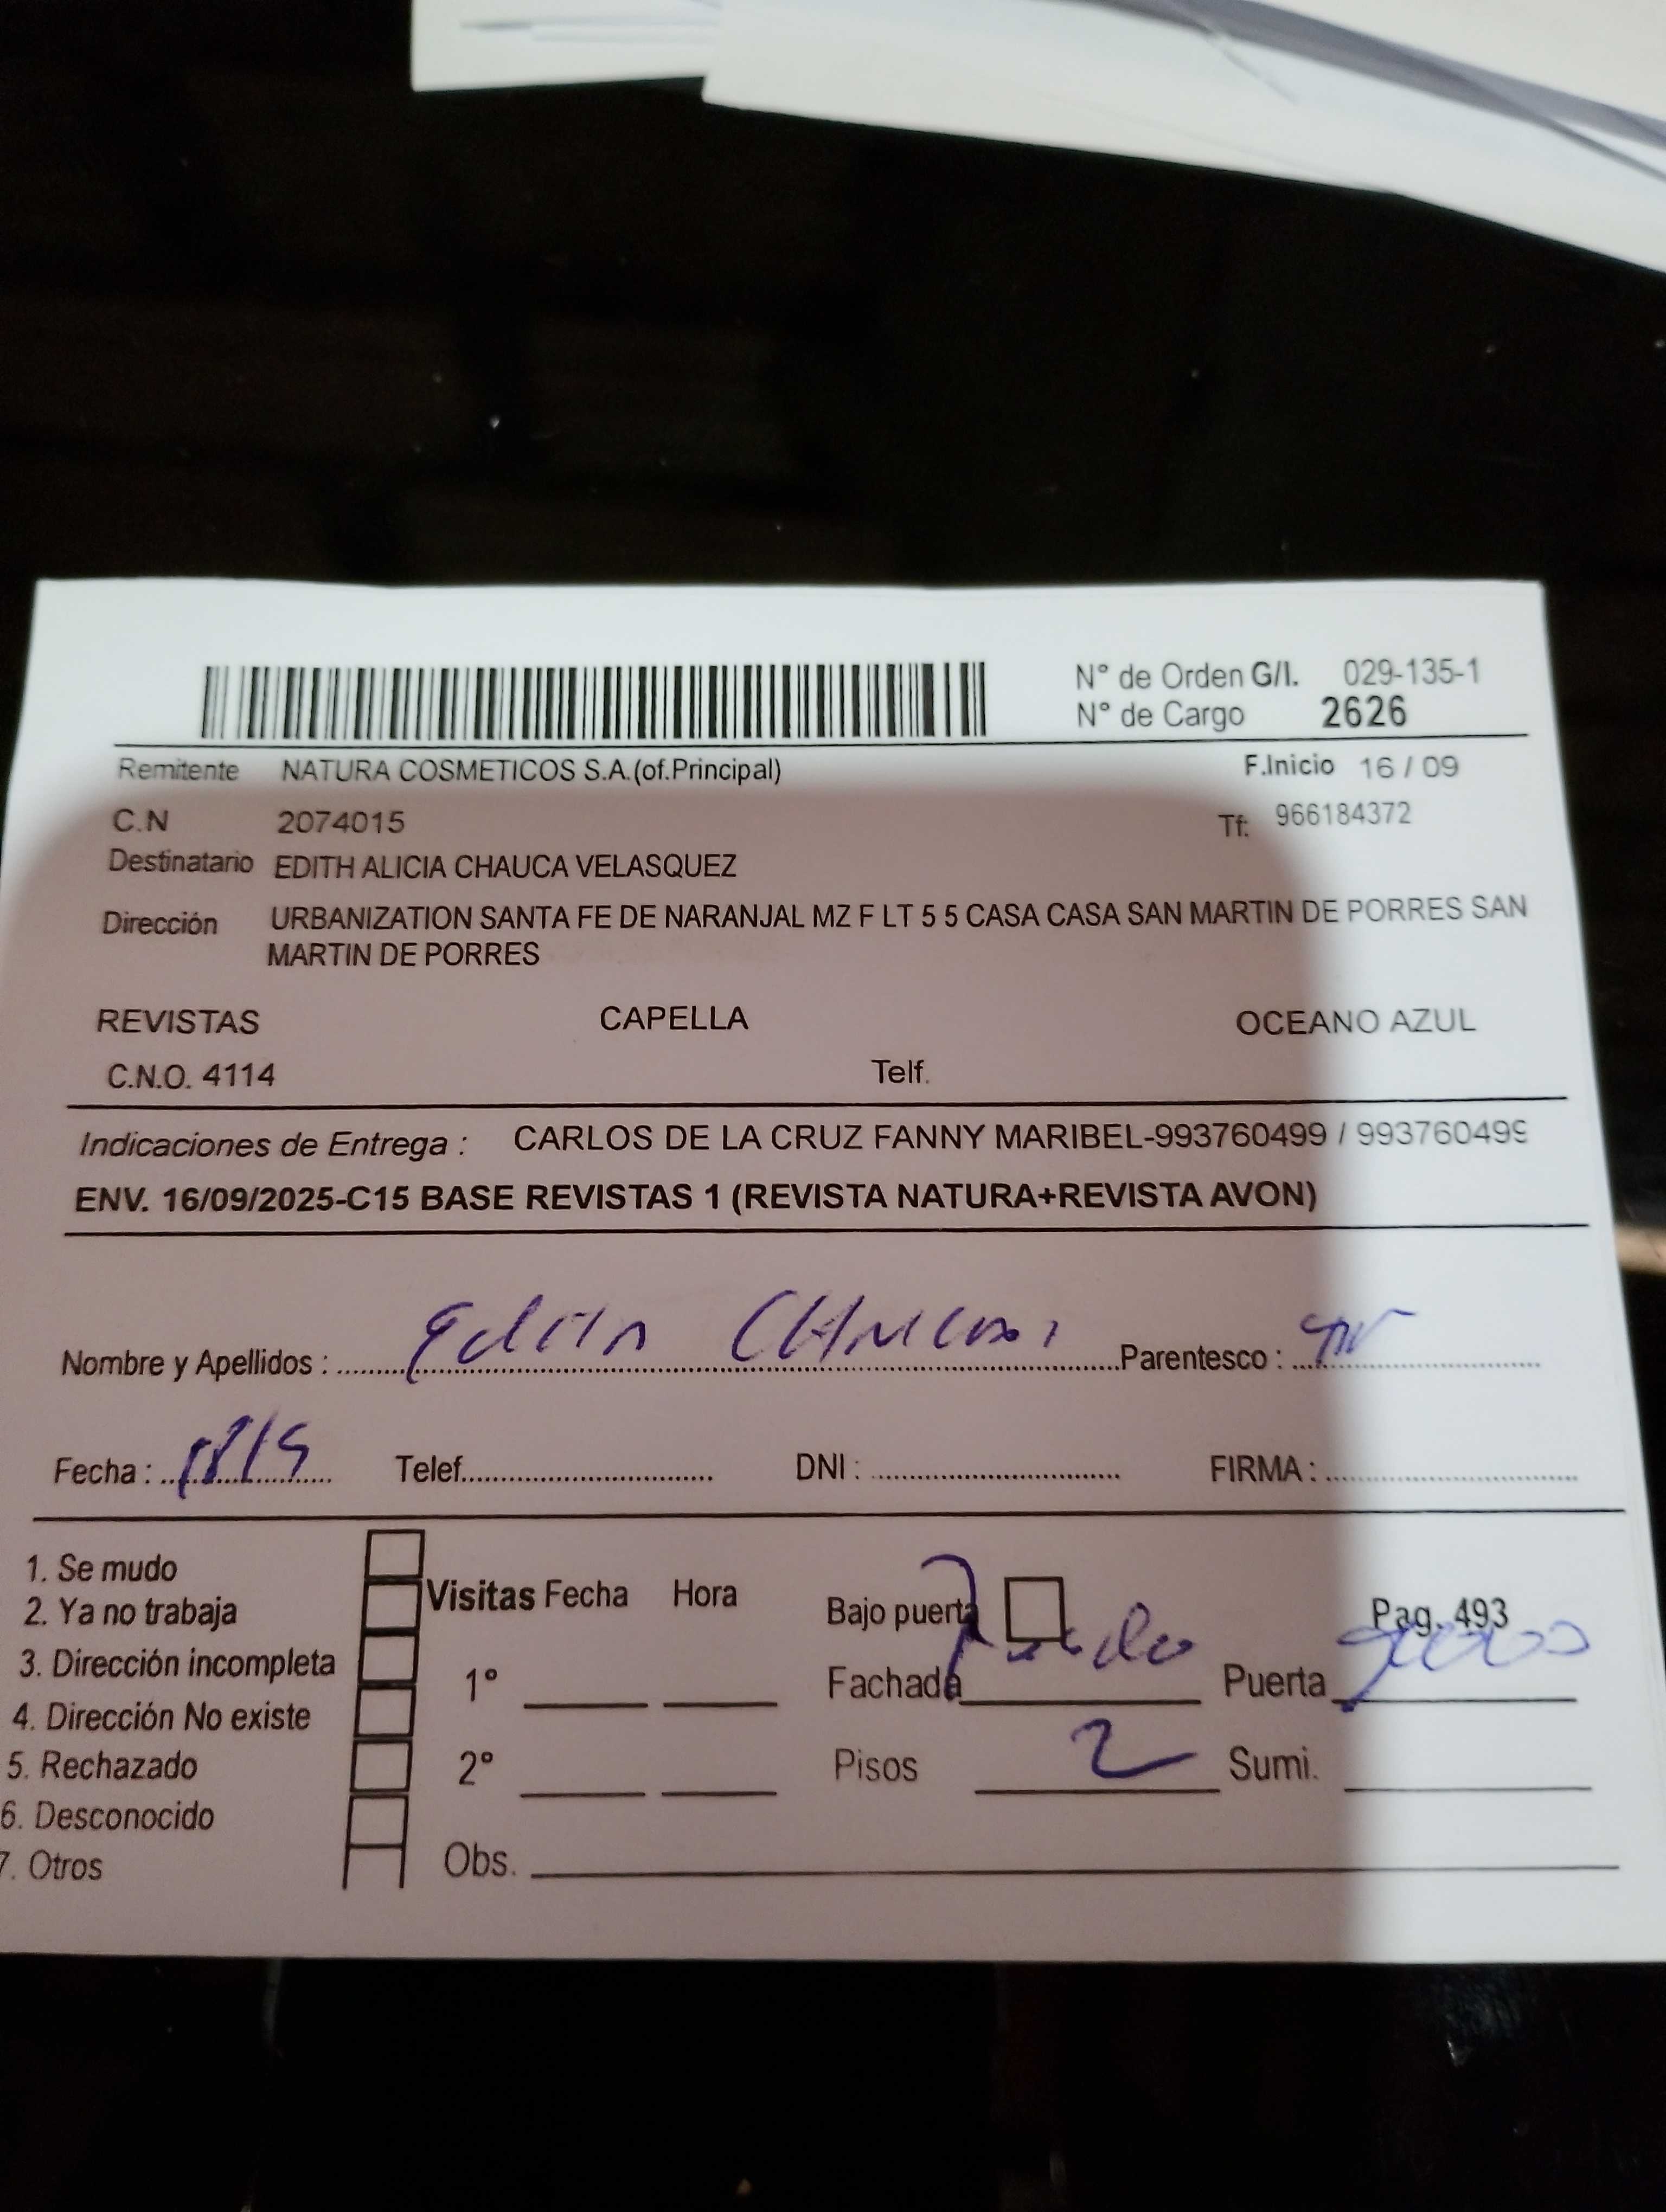 N° de Orden G/I. 029-135-1
N° de Cargo 2626
Remitente NATURA COSMETICOS S.A.(of.Principal) F.Inicio 16 / 09
C.N 2074015 Tf: 966184372
Destinatario EDITH ALICIA CHAUCA VELASQUEZ
Dirección URBANIZATION SANTA FE DE NARANJAL MZ F LT 5 5 CASA CASA SAN MARTIN DE PORRES SAN
MARTIN DE PORRES
REVISTAS CAPELLA OCEANO AZUL
C.N.O. 4114 Telf.
Indicaciones de Entrega : CARLOS DE LA CRUZ FANNY MARIBEL-993760499 / 993760499
ENV. 16/09/2025-C15 BASE REVISTAS 1 (REVISTA NATURA+REVISTA AVON)
Nombre y Apellidos : Parentesco :
Fecha : Telef. DNI : FIRMA :
1. Se mudo
2. Ya no trabaja
3. Dirección incompleta
4. Dirección No existe
5. Rechazado
6. Desconocido
7. Otros
Visitas Fecha Hora
1°
2°
Obs.
Bajo puerta Pag. 493
Fachada Puerta
Pisos 2 Sumi.